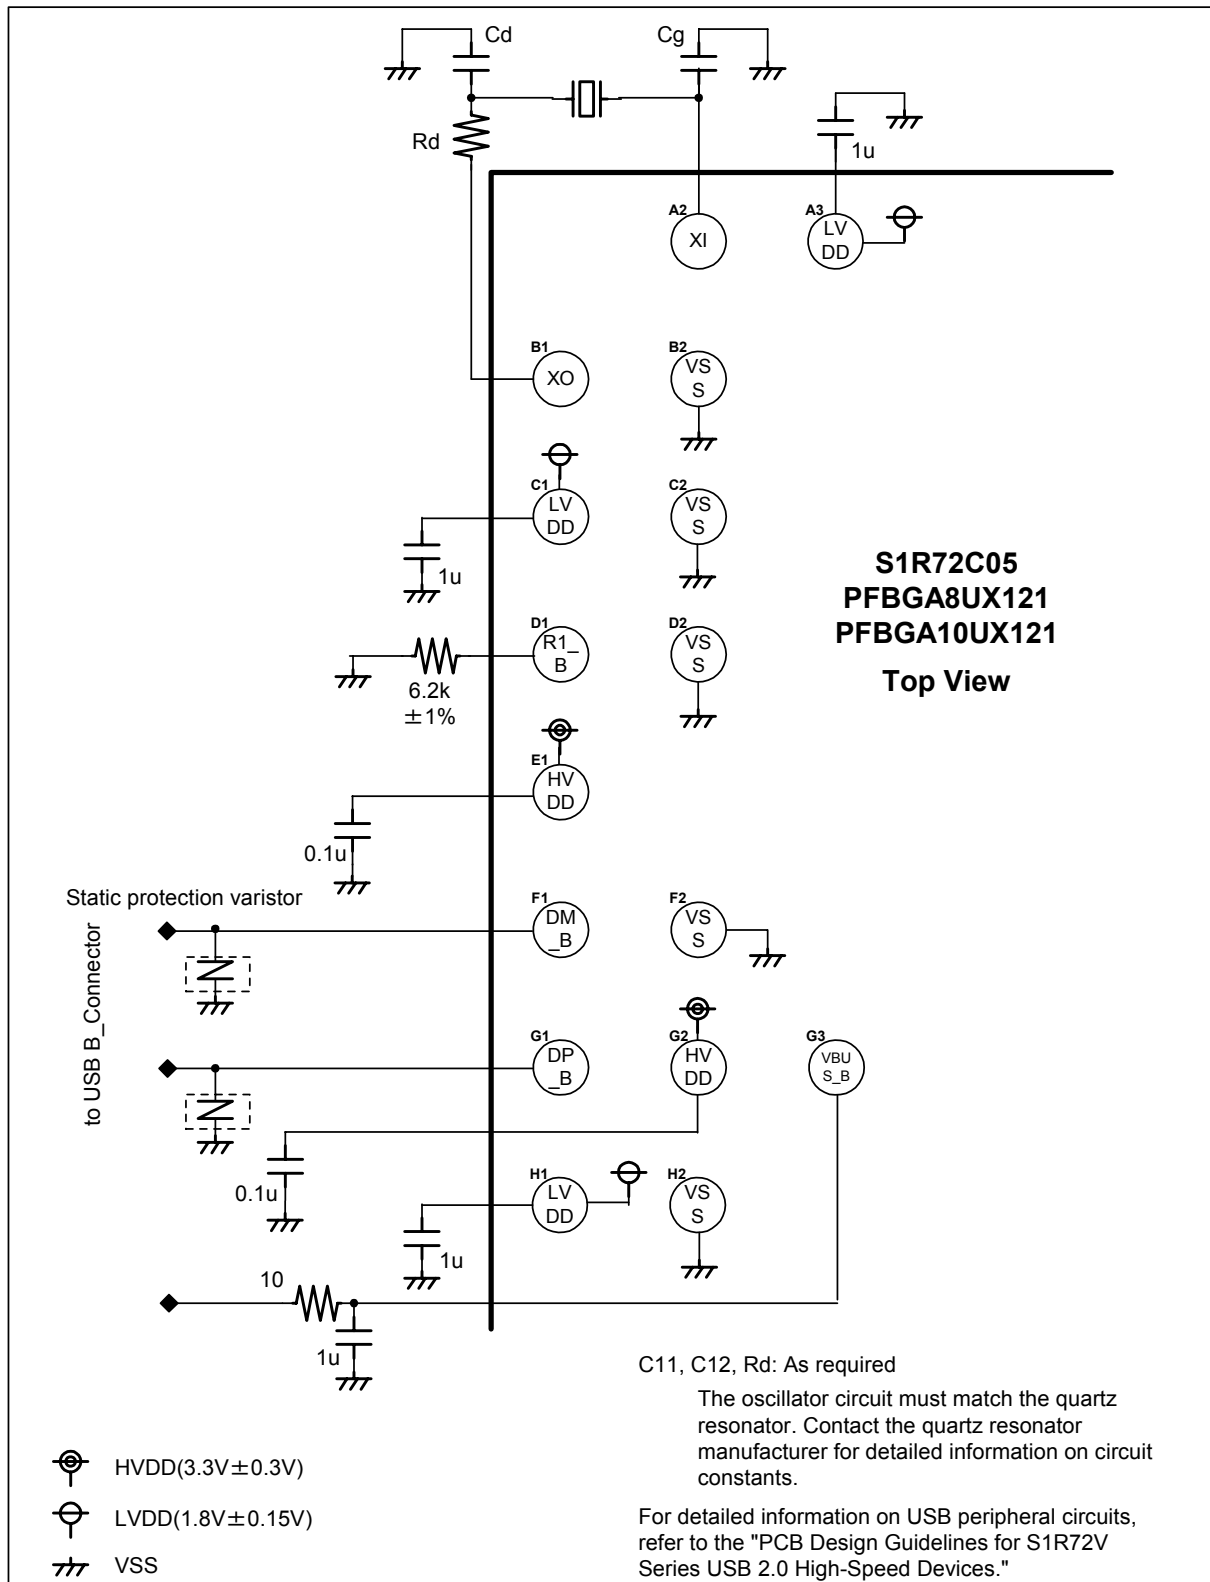 Cd
Cg
Rd
1u
A2
XI
A3
LV
DD
B1
XO
B2
VS
S
C1
LV
DD
C2
VS
S
1u
S1R72C05
PFBGA8UX121
PFBGA10UX121
Top View
D1
R1_
B
D2
VS
S
6.2k
±1%
E1
HV
DD
0.1u
Static protection varistor
to USB B_Connector
F1
DM
_B
F2
VS
S
G1
DP
_B
G2
HV
DD
G3
VBU
S_B
0.1u
H1
LV
DD
H2
VS
S
1u
10
1u
C11, C12, Rd: As required
The oscillator circuit must match the quartz
resonator. Contact the quartz resonator
manufacturer for detailed information on circuit
constants.
For detailed information on USB peripheral circuits,
refer to the "PCB Design Guidelines for S1R72V
Series USB 2.0 High-Speed Devices."
HVDD(3.3V±0.3V)
LVDD(1.8V±0.15V)
VSS